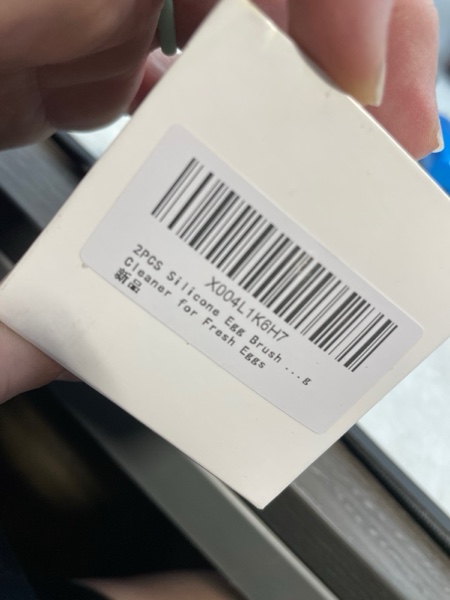 X004L1K6H7
2PCS Silicone Egg Brush ...g
Cleaner for Fresh Eggs
新品